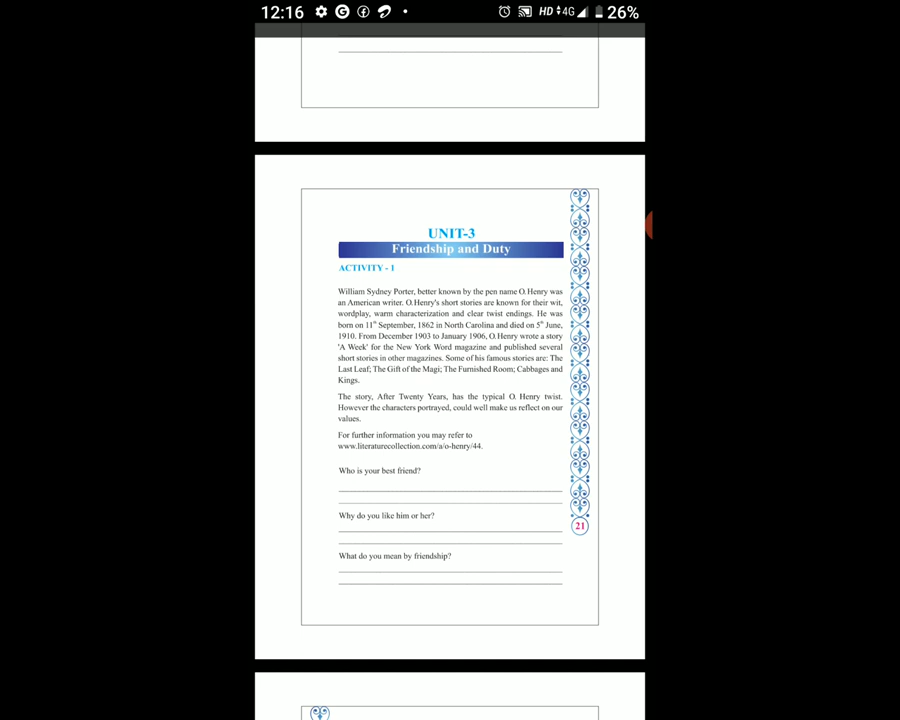 12:16
HD 4G 26%
UNIT-3
Friendship and Duty
ACTIVITY - 1
William Sydney Porter, better known by the pen name O. Henry was
an American writer. O.Henry's short stories are known for their wit,
wordplay, warm characterization and clear twist endings. He was
born on 11th September, 1862 in North Carolina and died on 5th June,
1910. From December 1903 to January 1906, O.Henry wrote a story
'A Week' for the New York Word magazine and published several
short stories in other magazines. Some of his famous stories are: The
Last Leaf; The Gift of the Magi; The Furnished Room; Cabbages and
Kings.
The story, After Twenty Years, has the typical O. Henry twist.
However the characters portrayed, could well make us reflect on our
values.
For further information you may refer to
www.literaturecollection.com/a/o-henry/44.
Who is your best friend?
Why do you like him or her?
21
What do you mean by friendship?